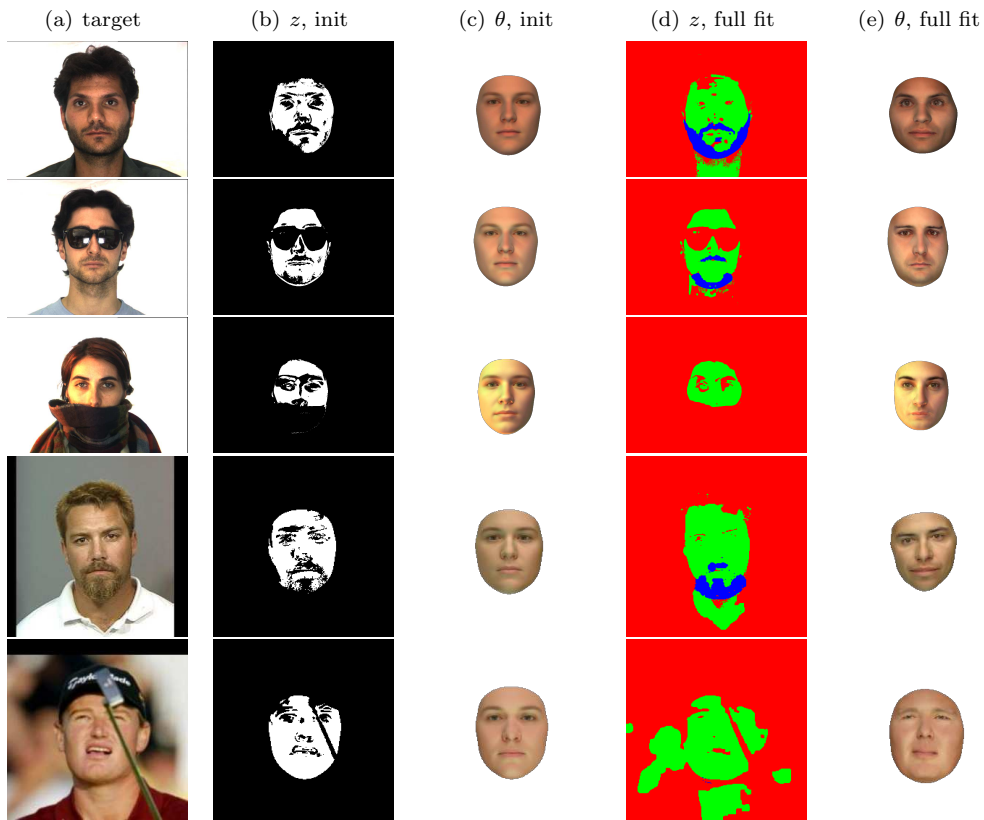 (a) target
(b) z, init
(c) θ, init
(d) z, full fit
(e) θ, full fit